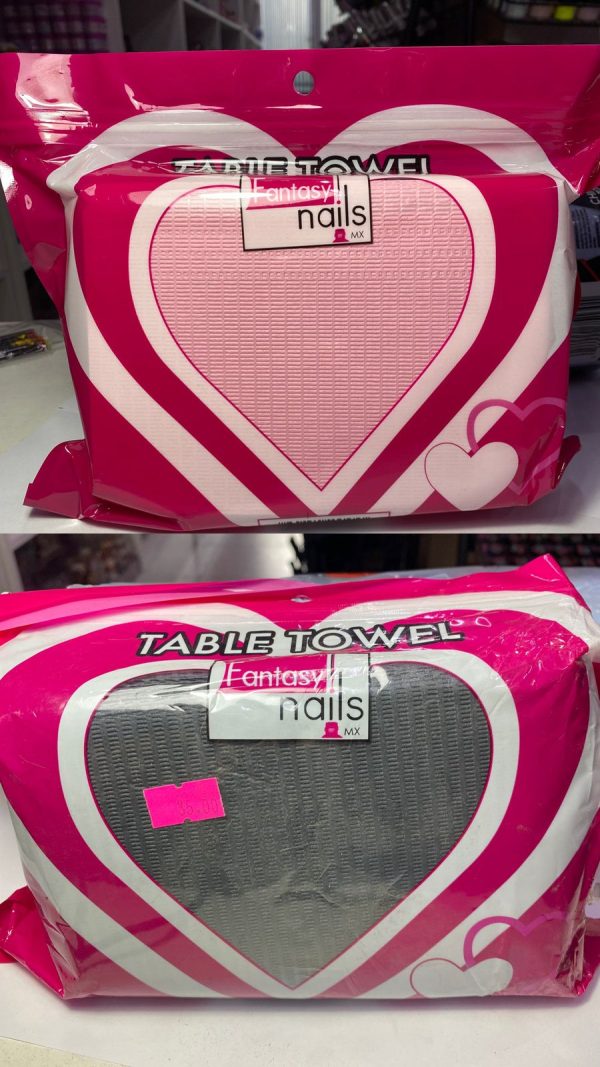 TABLE TOWEL
Fantasy
nails
MX
TABLE TOWEL
Fantasy
nails
MX